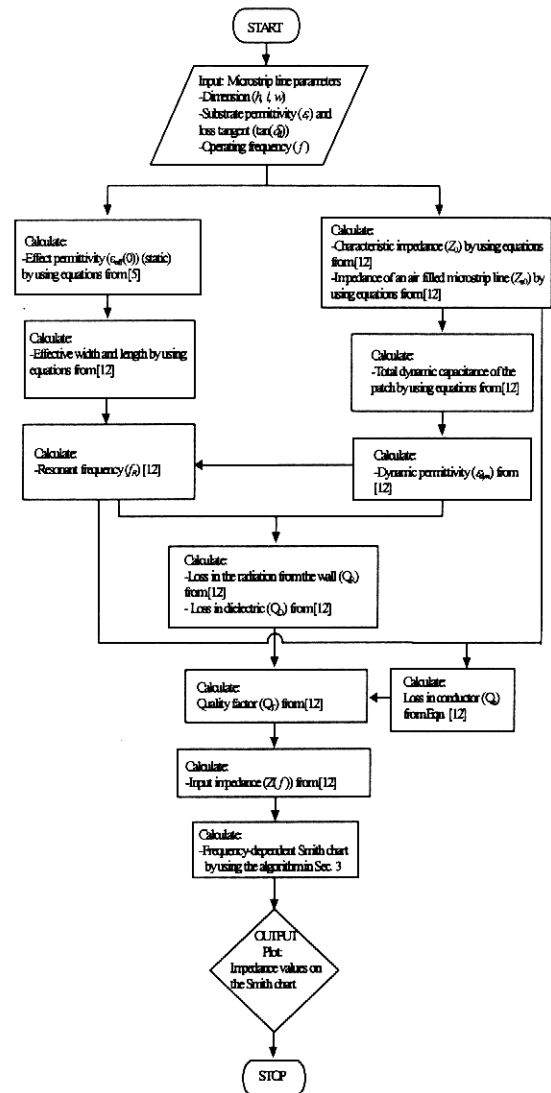 START
Input: Microstrip line parameters
-Dimension (h, l, w)
-Substrate permittivity (εr) and
loss tangent (tan(δ))
-Operating frequency (f)
Calculate:
-Effect permittivity (εeff(0)) (static)
by using equations from [5]
Calculate:
-Characteristic impedance (Z0) by using equations
from [12]
-Impedance of an air filled microstrip line (Za0) by
using equations from [12]
Calculate:
-Effective width and length by using
equations from [12]
Calculate:
-Total dynamic capacitance of the
patch by using equations from [12]
Calculate:
-Resonant frequency (fR) [12]
Calculate:
-Dynamic permittivity (εdyn) from
[12]
Calculate:
-Loss in the radiation from the wall (QR)
from [12]
- Loss in dielectric (QD) from [12]
Calculate:
Quality factor (QT) from [12]
Calculate:
Loss in conductor (Qc)
from Eqn. [12]
Calculate:
-Input impedance (Z(f)) from [12]
Calculate:
-Frequency-dependent Smith chart
by using the algorithm in Sec. 3
OUTPUT
Plot:
Impedance values on
the Smith chart
STOP